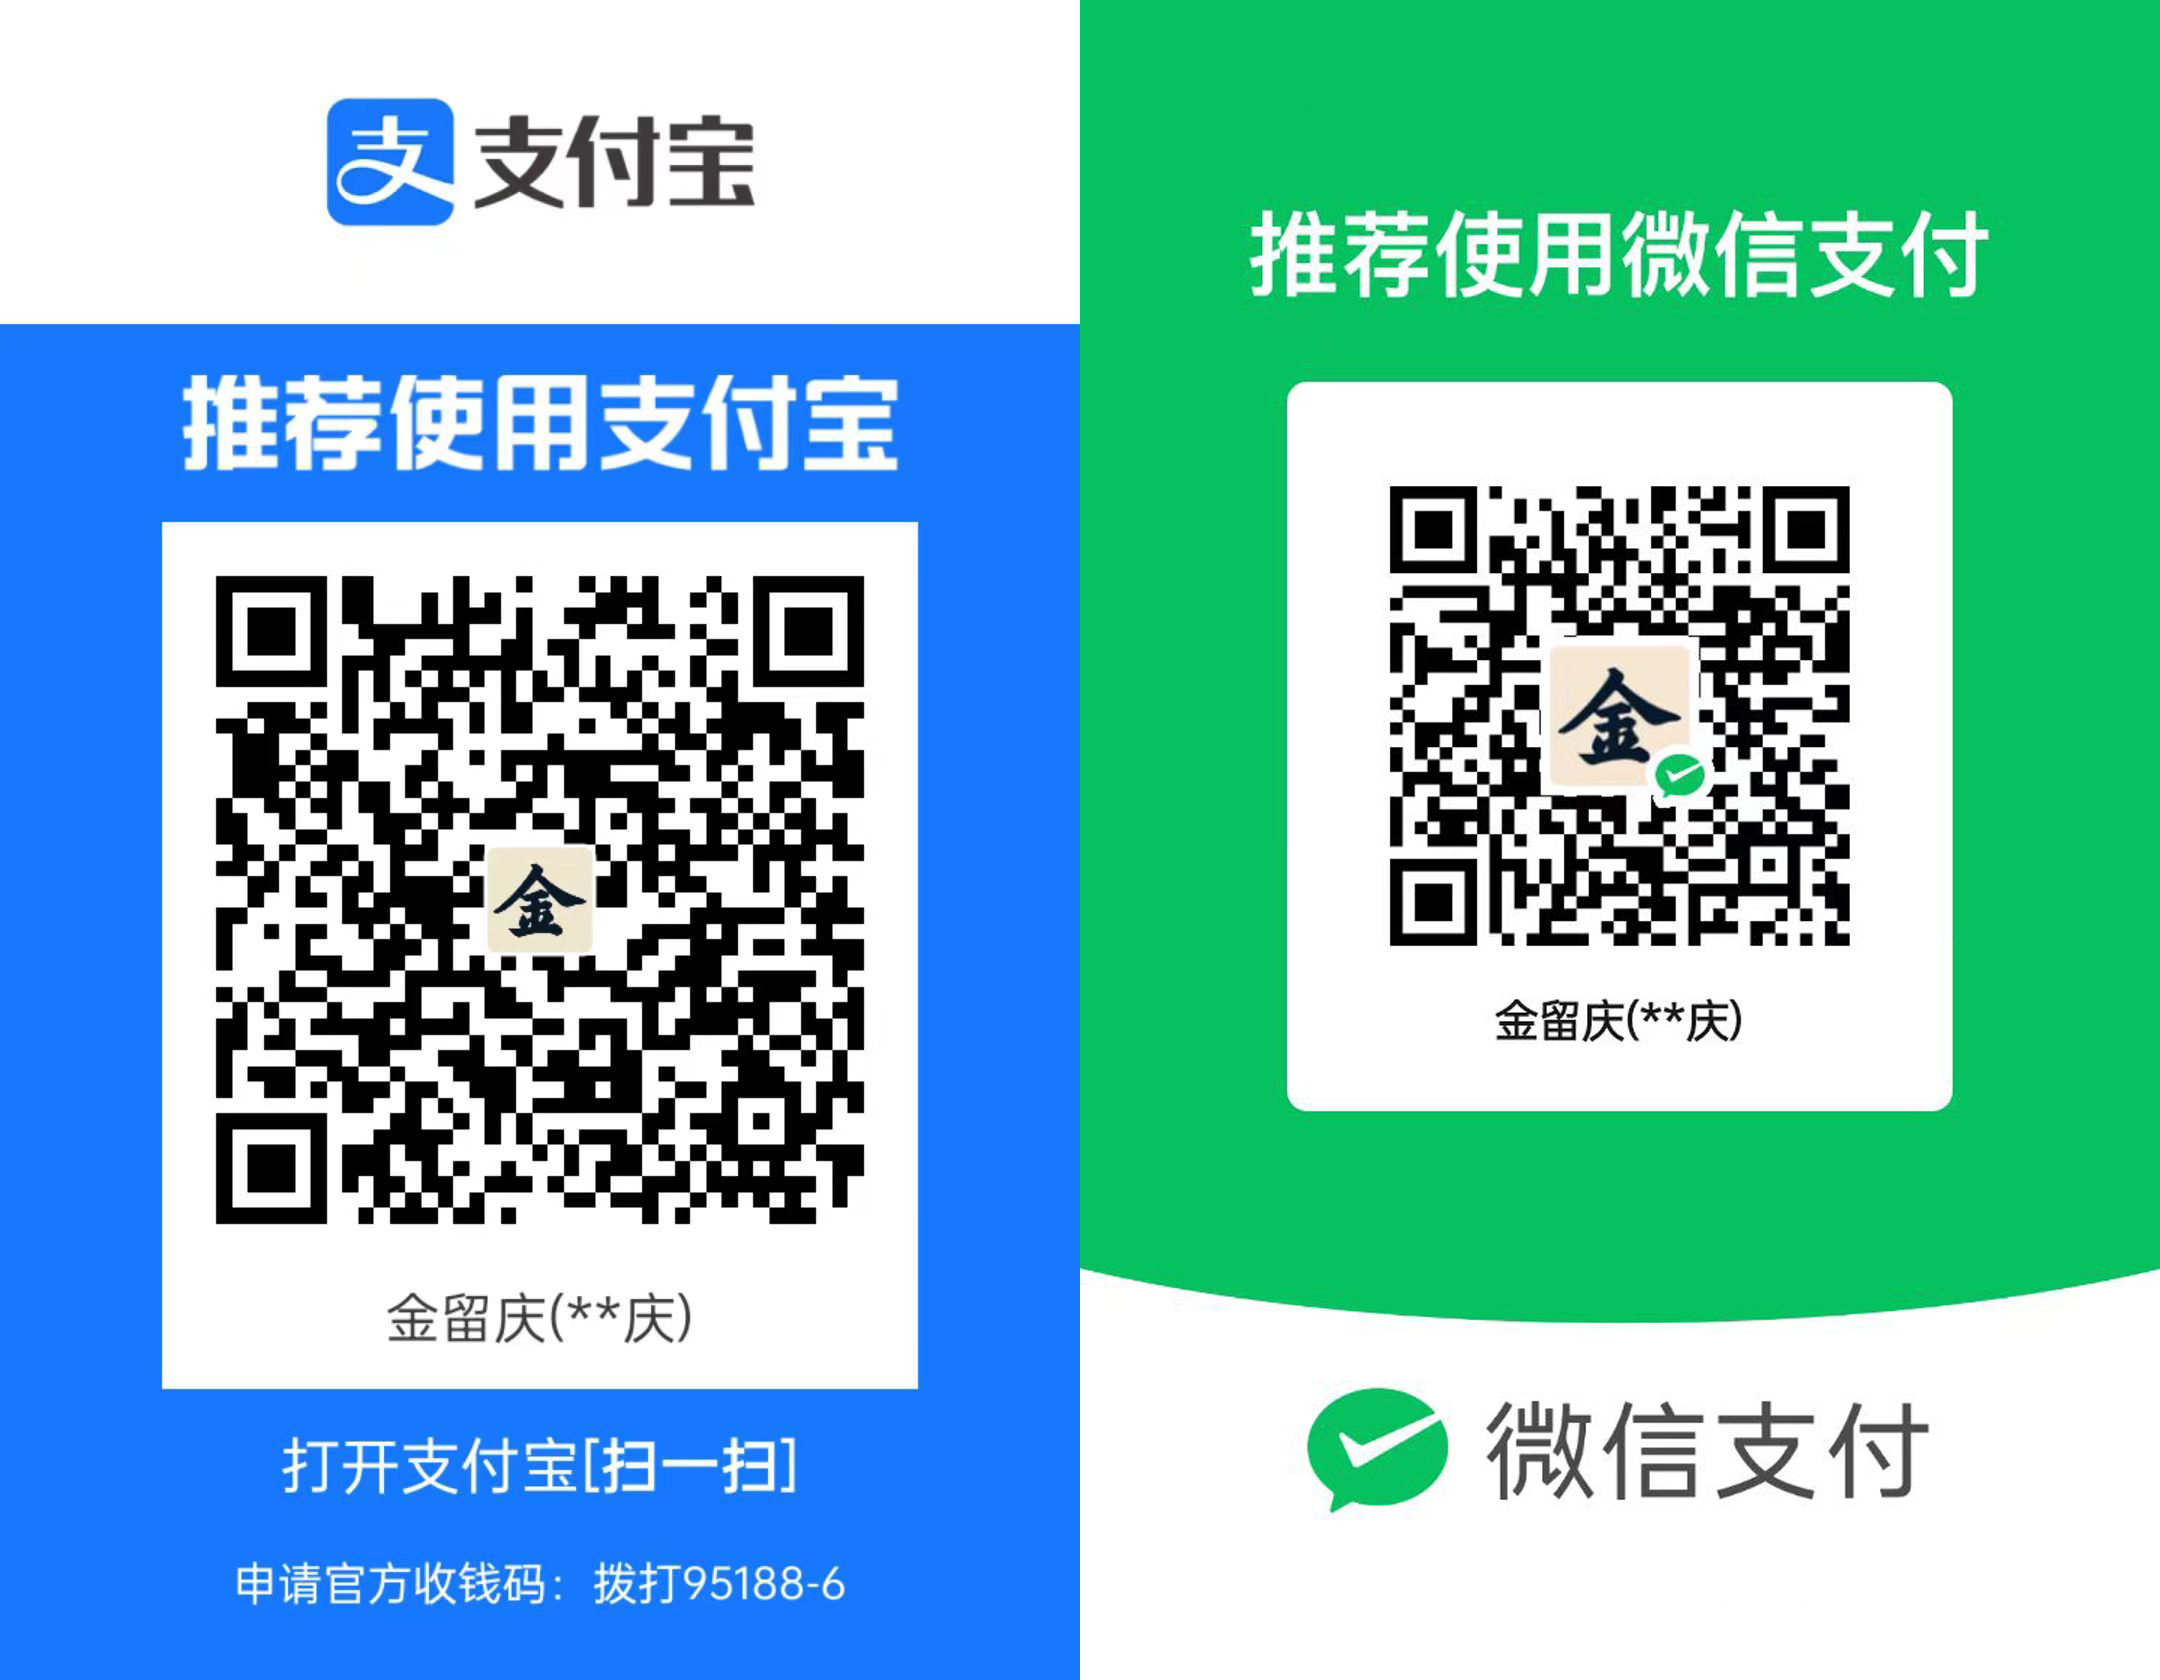 支 支付宝
推荐使用支付宝
金
金留庆(**庆)
打开支付宝[扫一扫]
申请官方收钱码：拨打95188-6
推荐使用微信支付
金
金留庆(**庆)
微信支付